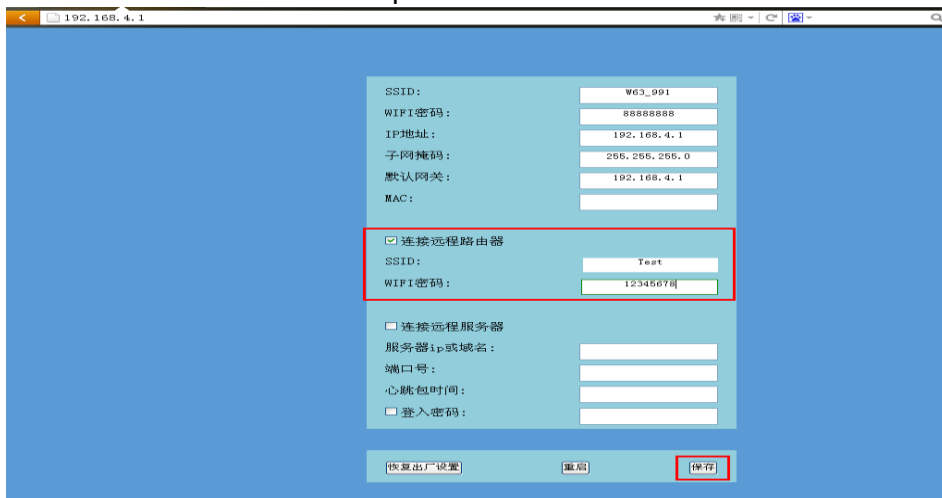 192.168.4.1
SSID: W63_991
WIFI密码: 88888888
IP地址: 192.168.4.1
子网掩码: 255.255.255.0
默认网关: 192.168.4.1
MAC:
连接远程路由器
SSID: Test
WIFI密码: 12345678
连接远程服务器
服务器ip或域名:
端口号:
心跳包时间:
登入密码:
恢复出厂设置 重启 保存